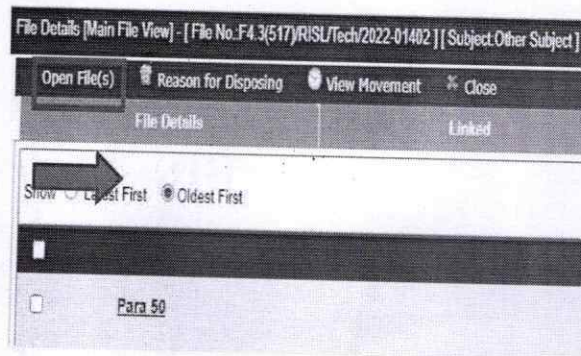 File Details [Main File View] - [ File No.:F4.3(517)/RISL/Tech/2022-01402 ] [ Subject:Other Subject ]
Open File(s) Reason for Disposing View Movement Close
File Details Linked
Show Latest First Oldest First
Para 50